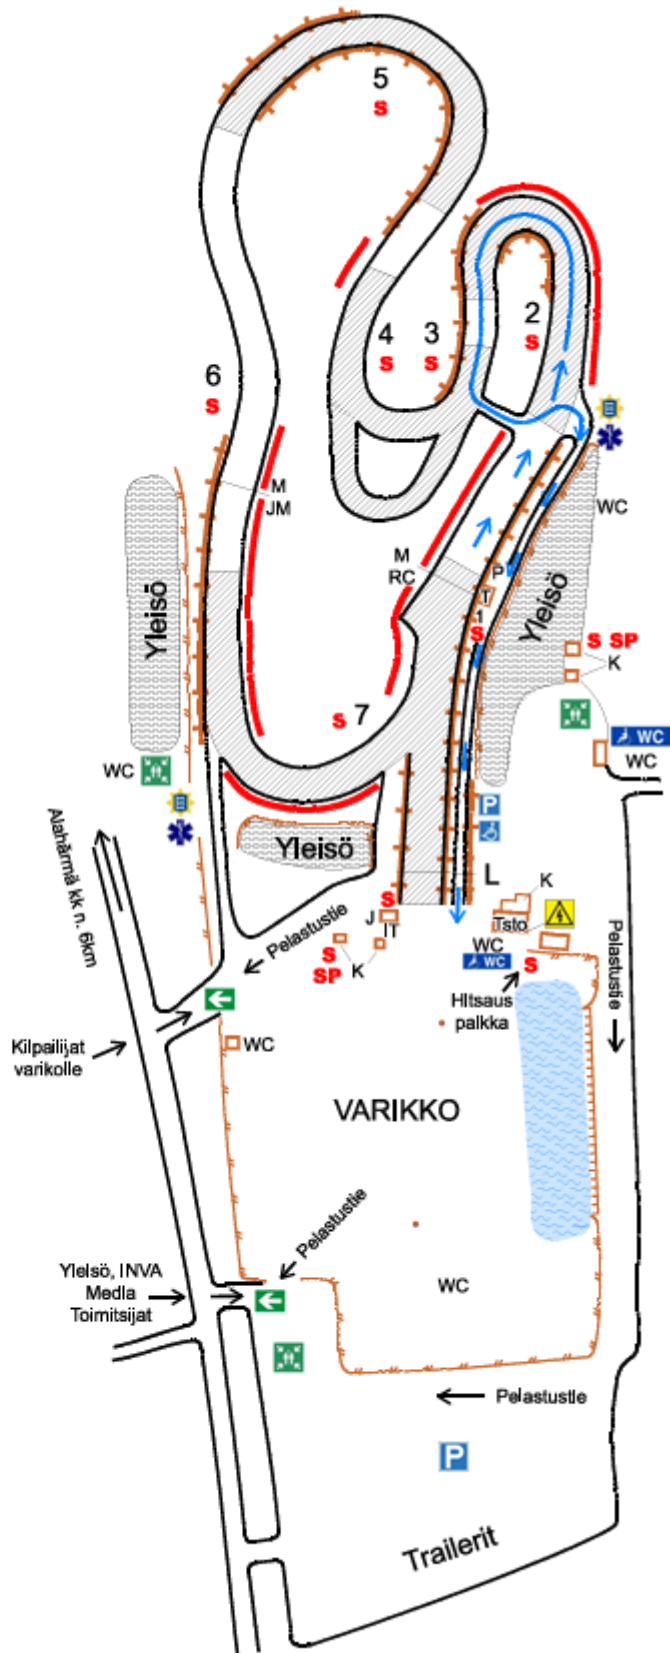 5
S
2
S
4
S
3
S
6
S
M
JM
WC
M
RC
P
T
1
S
Yleisö
Yleisö
S SP
K
S 7
WC
WC
WC
P
Alahärmä kk n. 6km
Yleisö
L
K
S
J
IT
Tsto
Pelastustie
S
SP
K
WC
WC
S
Hitsaus
paikka
Pelastustie
Kilpailijat
varikolle
WC
VARIKKO
Pelastustie
Yleisö, INVA
Media
Toimitsijat
WC
Pelastustie
P
Trailerit